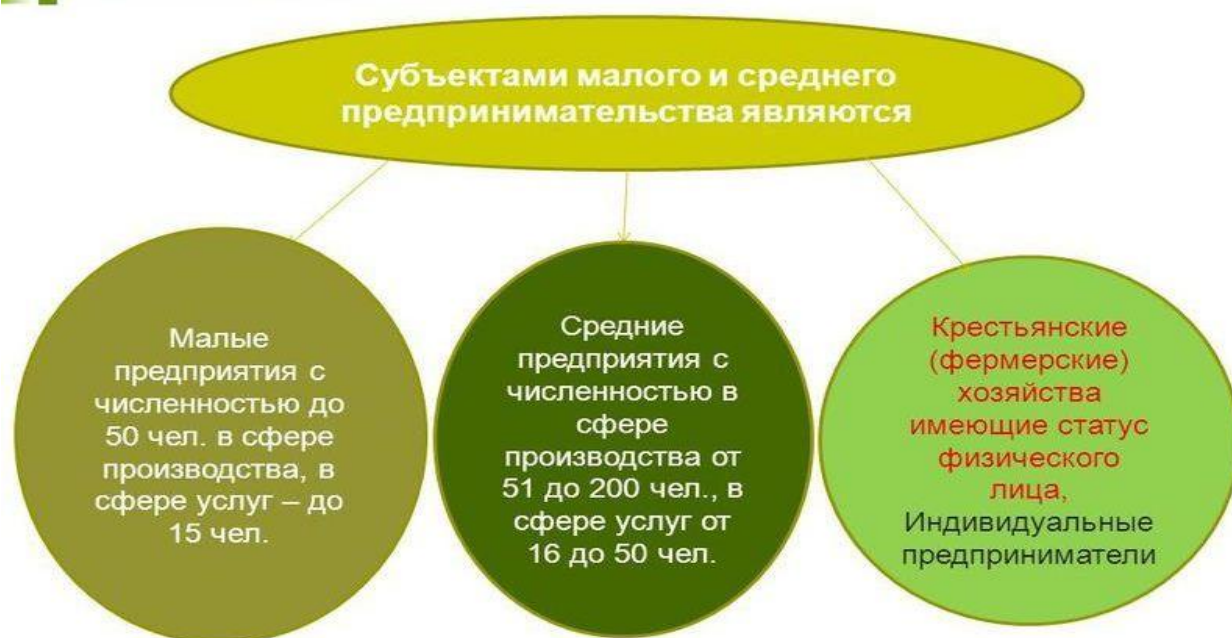 Субъектами малого и среднего
предпринимательства являются
Малые
предприятия с
численностью до
50 чел. в сфере
производства, в
сфере услуг – до
15 чел.
Средние
предприятия с
численностью в
сфере
производства от
51 до 200 чел., в
сфере услуг от
16 до 50 чел.
Крестьянские
(фермерские)
хозяйства
имеющие статус
физического
лица,
Индивидуальные
предприниматели